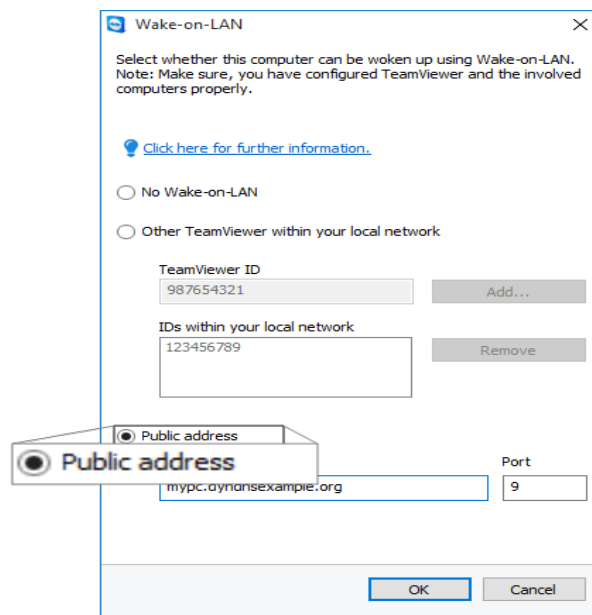 Wake-on-LAN
Select whether this computer can be woken up using Wake-on-LAN.
Note: Make sure, you have configured TeamViewer and the involved
computers properly.
Click here for further information.
No Wake-on-LAN
Other TeamViewer within your local network
TeamViewer ID
987654321
Add...
IDs within your local network
123456789
Remove
Public address
Public address
Port
mypc.dyndnsexample.org
9
OK
Cancel